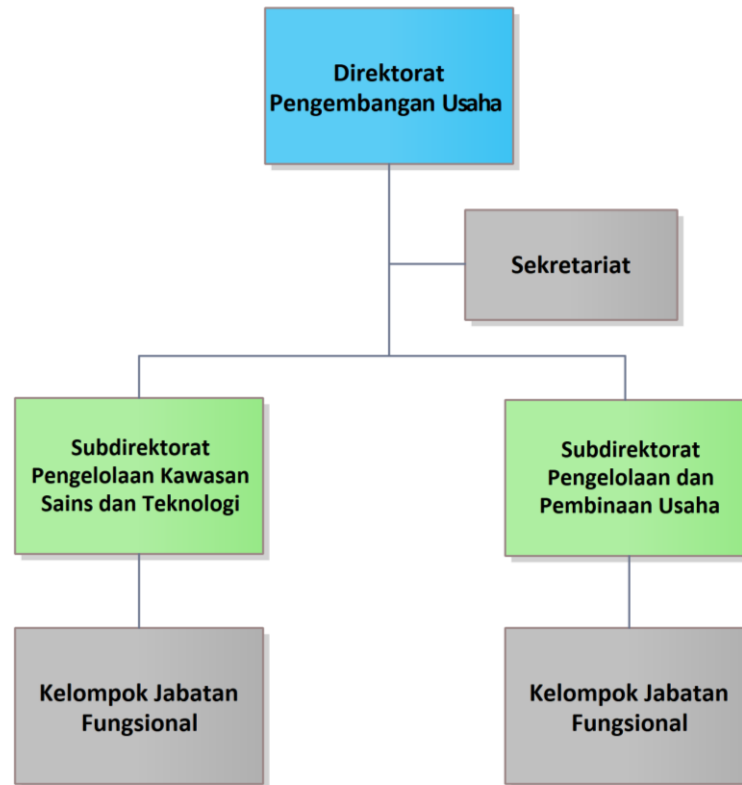 Direktorat
Pengembangan Usaha
Sekretariat
Subdirektorat
Pengelolaan Kawasan
Sains dan Teknologi
Subdirektorat
Pengelolaan dan
Pembinaan Usaha
Kelompok Jabatan
Fungsional
Kelompok Jabatan
Fungsional